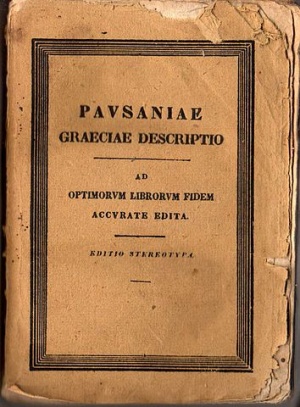 PAVSANIAE
GRAECIAE DESCRIPTIO
AD
OPTIMORVM LIBRORVM FIDEM
ACCVRATE EDITA.
EDITIO STEREOTYPA.